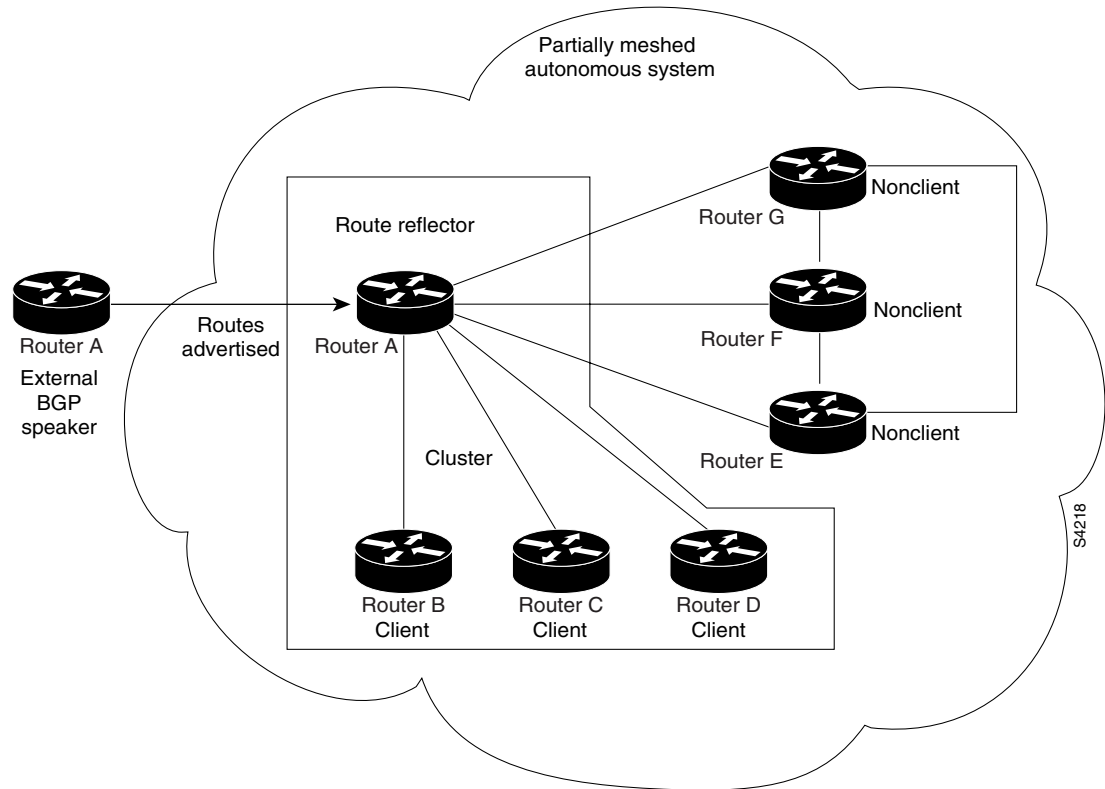 Partially meshed
autonomous system
Nonclient
Router G
Route reflector
Nonclient
Routes
advertised
Router A
Router A
Router F
External
BGP
speaker
Nonclient
Router E
Cluster
S4218
Router B
Client
Router C
Client
Router D
Client